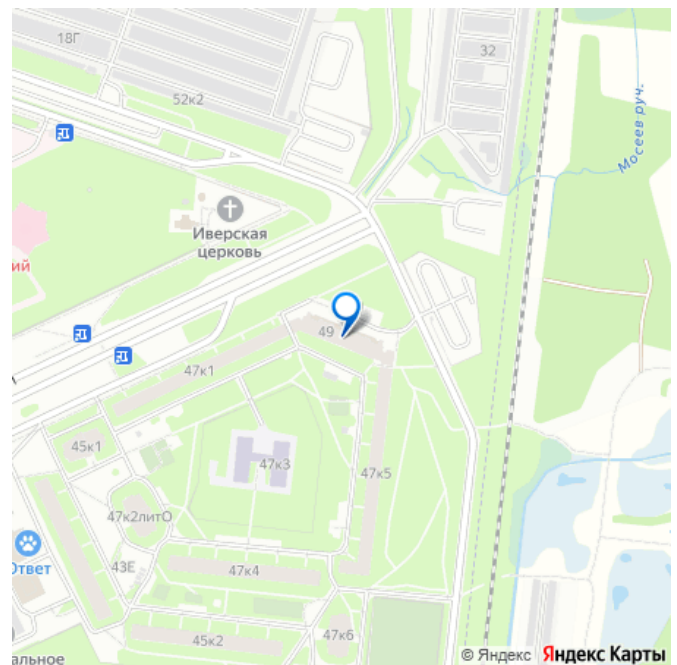 18Г
32
52к2
Мосеев руч.
Иверская
церковь
ий
49
47к1
45к1
47к3
47к5
47к2литО
Ответ
43Е
47к4
45к2
47к6
альное
© Яндекс Яндекс Карты